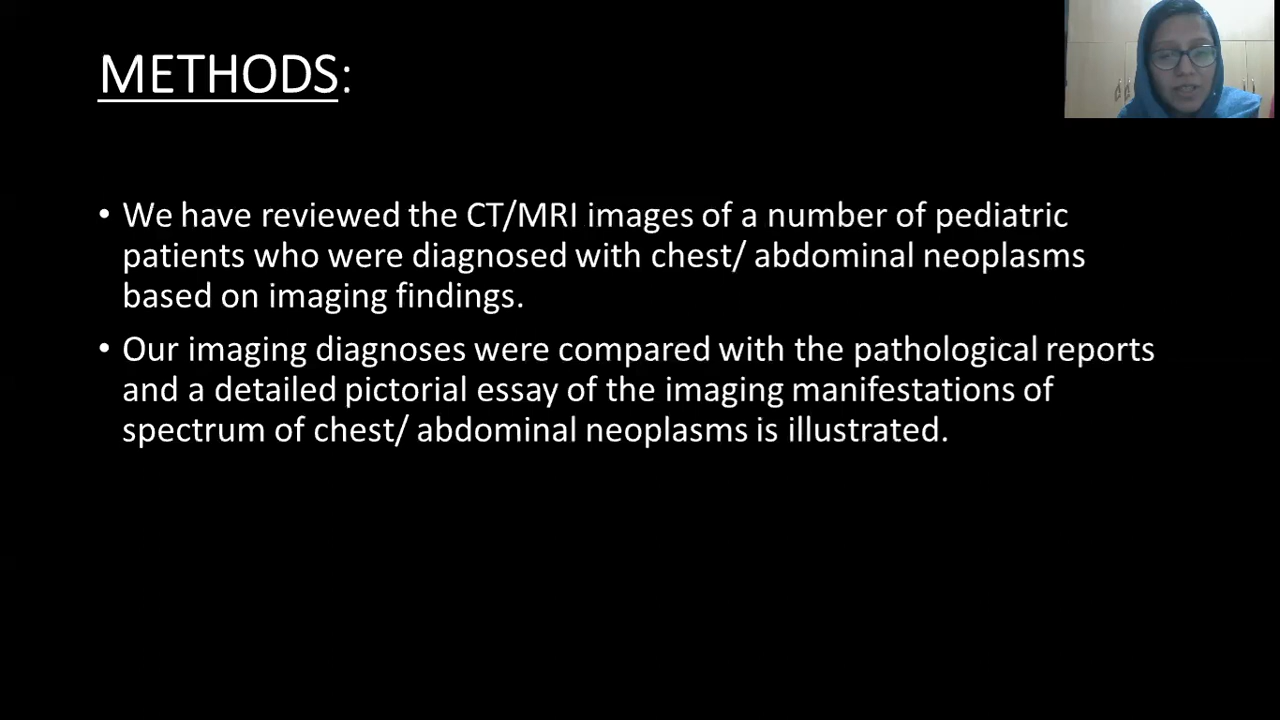 METHODS:
• We have reviewed the CT/MRI images of a number of pediatric
patients who were diagnosed with chest/ abdominal neoplasms
based on imaging findings.
• Our imaging diagnoses were compared with the pathological reports
and a detailed pictorial essay of the imaging manifestations of
spectrum of chest/ abdominal neoplasms is illustrated.